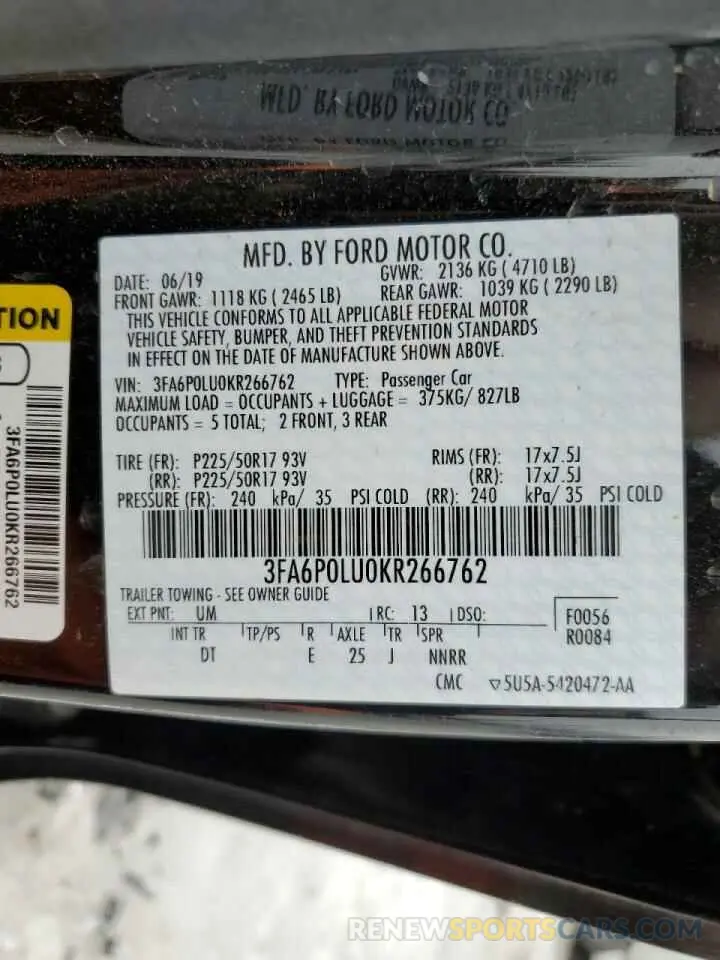 MFD. BY FORD MOTOR CO.
DATE: 06/19 GVWR: 2136 KG ( 4710 LB)
FRONT GAWR: 1118 KG ( 2465 LB) REAR GAWR: 1039 KG ( 2290 LB)
THIS VEHICLE CONFORMS TO ALL APPLICABLE FEDERAL MOTOR
VEHICLE SAFETY, BUMPER, AND THEFT PREVENTION STANDARDS
IN EFFECT ON THE DATE OF MANUFACTURE SHOWN ABOVE.
VIN: 3FA6P0LU0KR266762 TYPE: Passenger Car
MAXIMUM LOAD = OCCUPANTS + LUGGAGE = 375KG/ 827LB
OCCUPANTS = 5 TOTAL; 2 FRONT, 3 REAR
TIRE (FR): P225/50R17 93V RIMS (FR): 17x7.5J
(RR): P225/50R17 93V (RR): 17x7.5J
PRESSURE (FR): 240 kPa/ 35 PSI COLD (RR): 240 kPa/ 35 PSI COLD
3FA6P0LU0KR266762
TRAILER TOWING - SEE OWNER GUIDE
EXT PNT: UM RC: 13 DSO: F0056
R0084
INT TR TP/PS R AXLE TR SPR
DT E 25 J NNRR
CMC ▽5U5A-5420472-AA
TION
3FA6P0LU0KR266762
RENEWSPORTCARS.COM